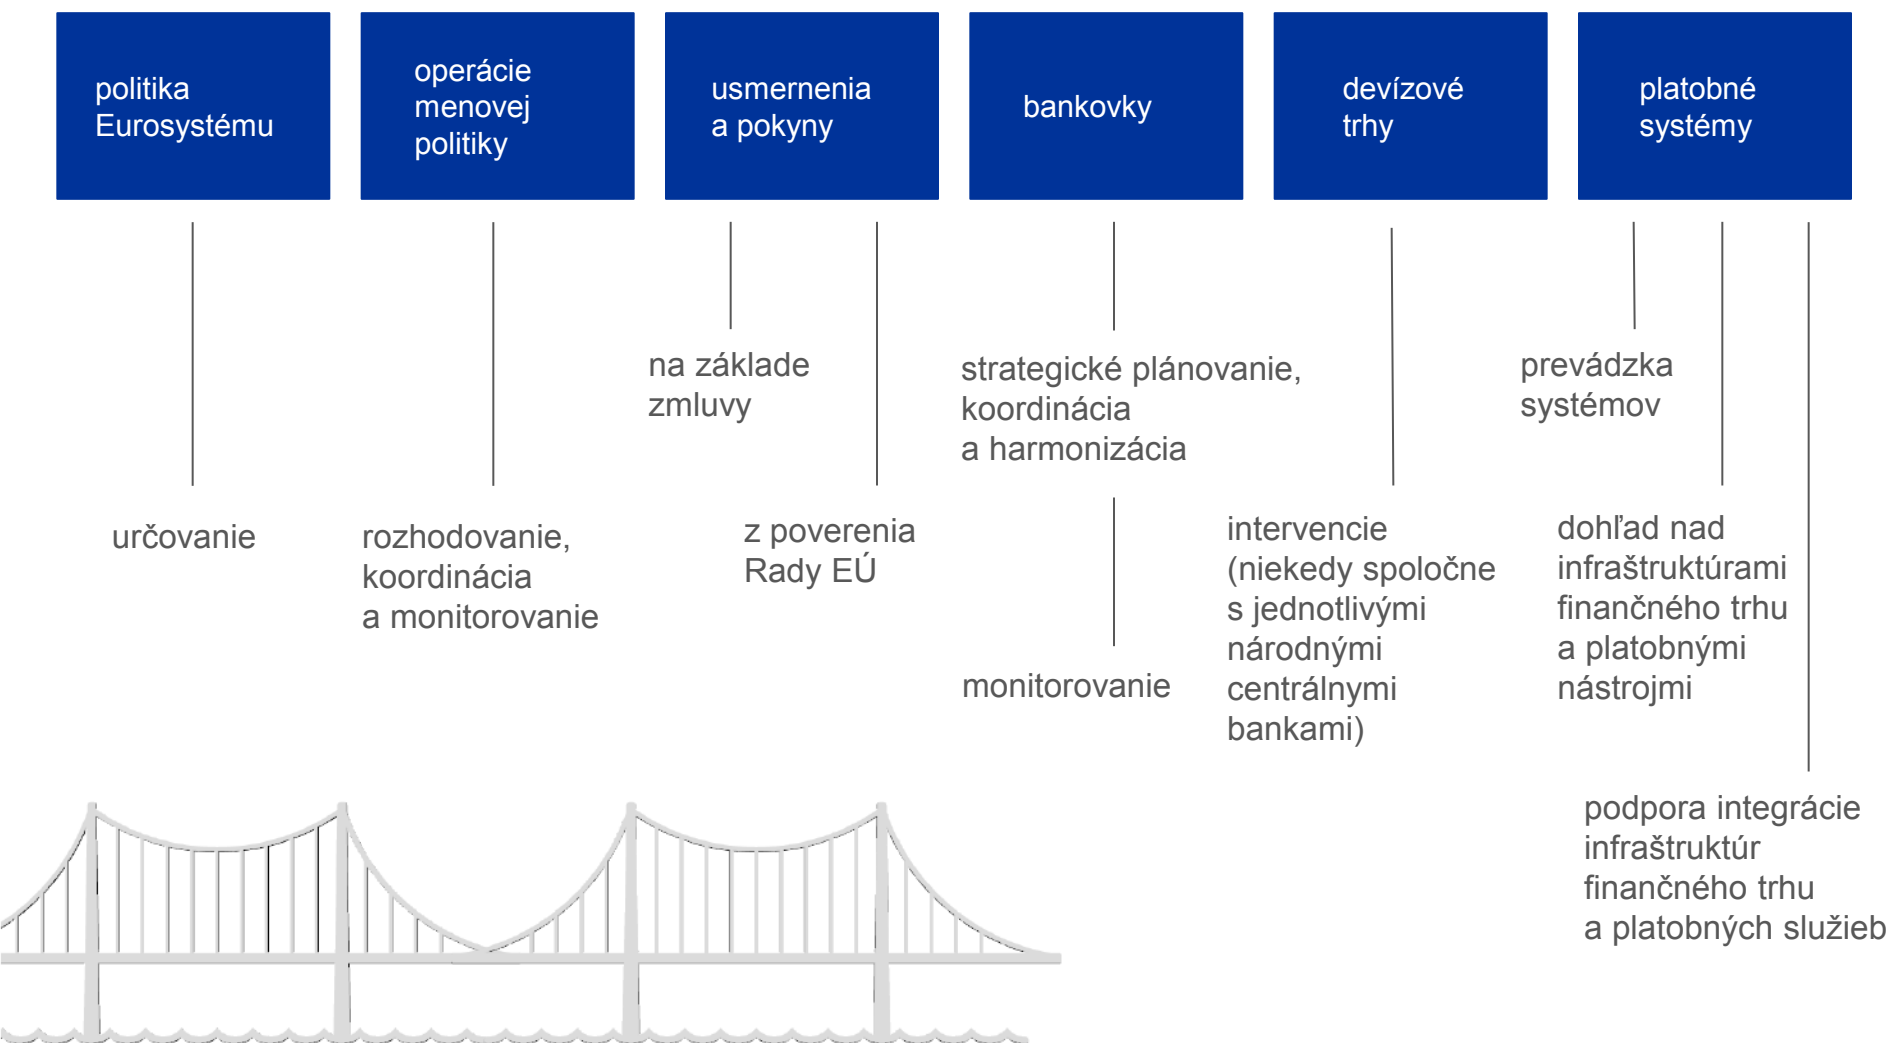 politika
Eurosystému
operácie
menovej
politiky
usmernenia
a pokyny
bankovky
devízové
trhy
platobné
systémy
určovanie
rozhodovanie,
koordinácia
a monitorovanie
na základe
zmluvy
z poverenia
Rady EÚ
strategické plánovanie,
koordinácia
a harmonizácia
monitorovanie
intervencie
(niekedy spoločne
s jednotlivými
národnými
centrálnymi
bankami)
prevádzka
systémov
dohľad nad
infraštruktúrami
finančného trhu
a platobnými
nástrojmi
podpora integrácie
infraštruktúr
finančného trhu
a platobných služieb